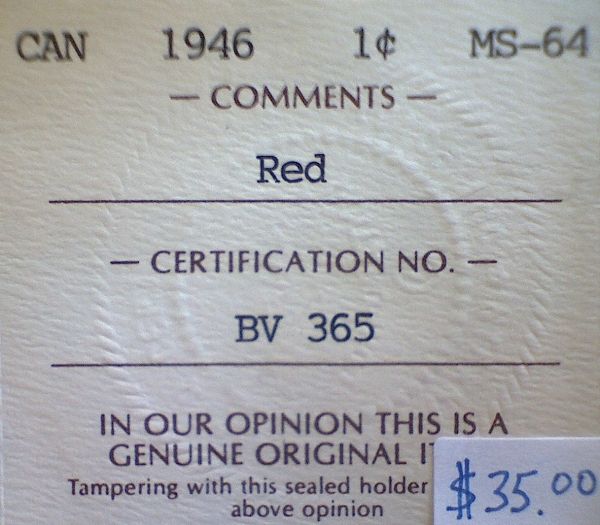 CAN 1946 1¢ MS-64
— COMMENTS —
Red
— CERTIFICATION NO. —
BV 365
IN OUR OPINION THIS IS A
GENUINE ORIGINAL
Tampering with this sealed holder
above opinion
$35.00